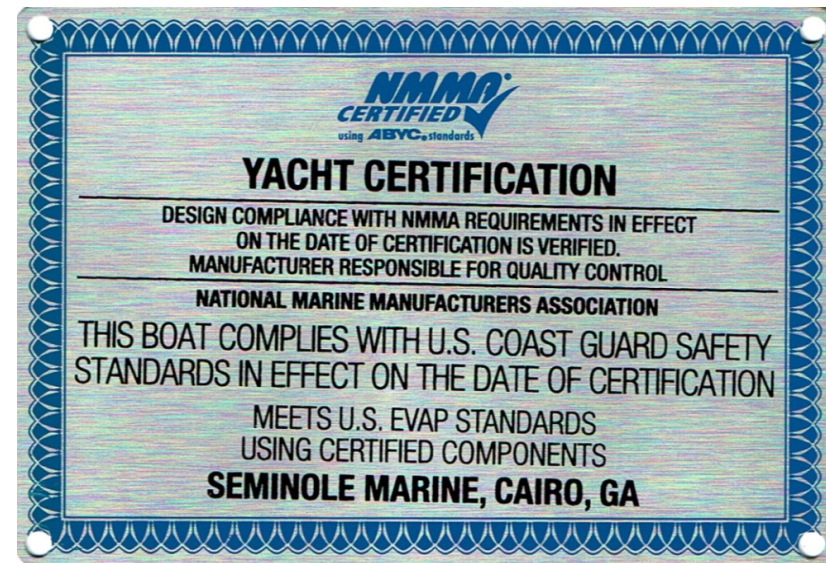 NMMA
CERTIFIED
using ABYC standards
YACHT CERTIFICATION
DESIGN COMPLIANCE WITH NMMA REQUIREMENTS IN EFFECT
ON THE DATE OF CERTIFICATION IS VERIFIED.
MANUFACTURER RESPONSIBLE FOR QUALITY CONTROL
NATIONAL MARINE MANUFACTURERS ASSOCIATION
THIS BOAT COMPLIES WITH U.S. COAST GUARD SAFETY
STANDARDS IN EFFECT ON THE DATE OF CERTIFICATION
MEETS U.S. EVAP STANDARDS
USING CERTIFIED COMPONENTS
SEMINOLE MARINE, CAIRO, GA